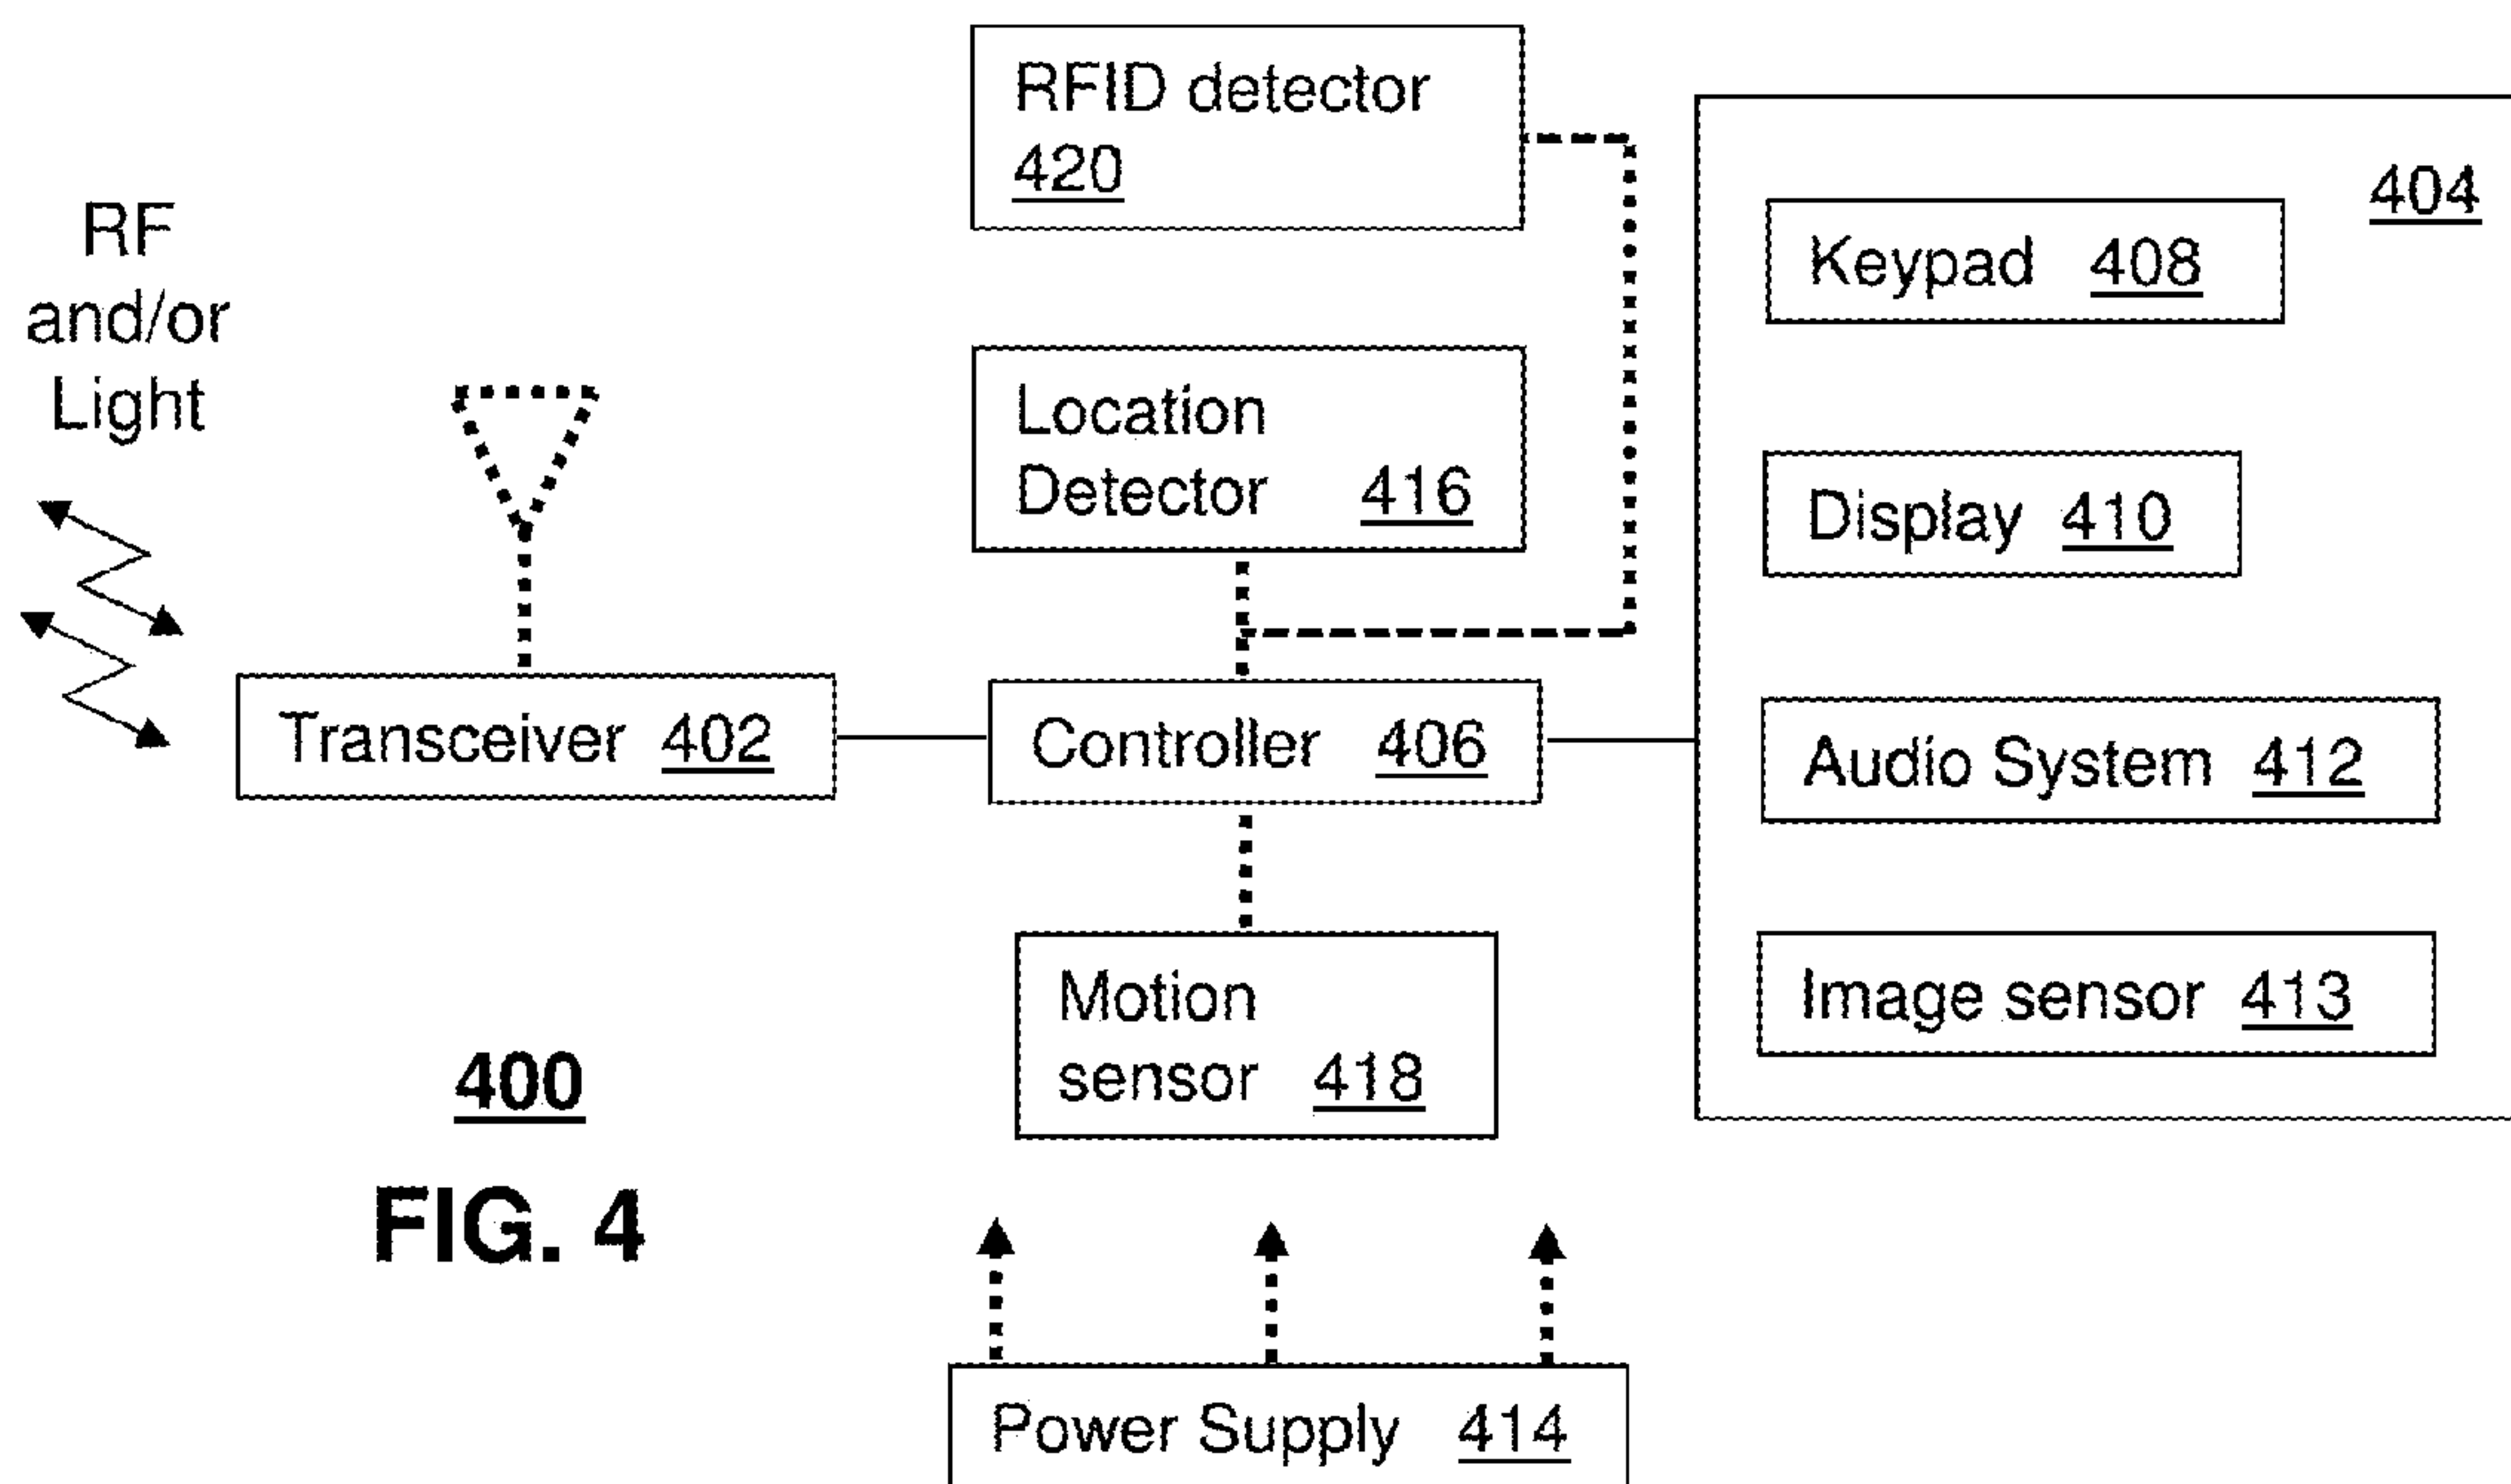 RFID detector
420
RF
and/or
Light
404
Keypad 408
Location
Detector 416
Display 410
Transceiver 402
Controller 406
Audio System 412
Motion
sensor 418
Image sensor 413
400
FIG. 4
Power Supply 414